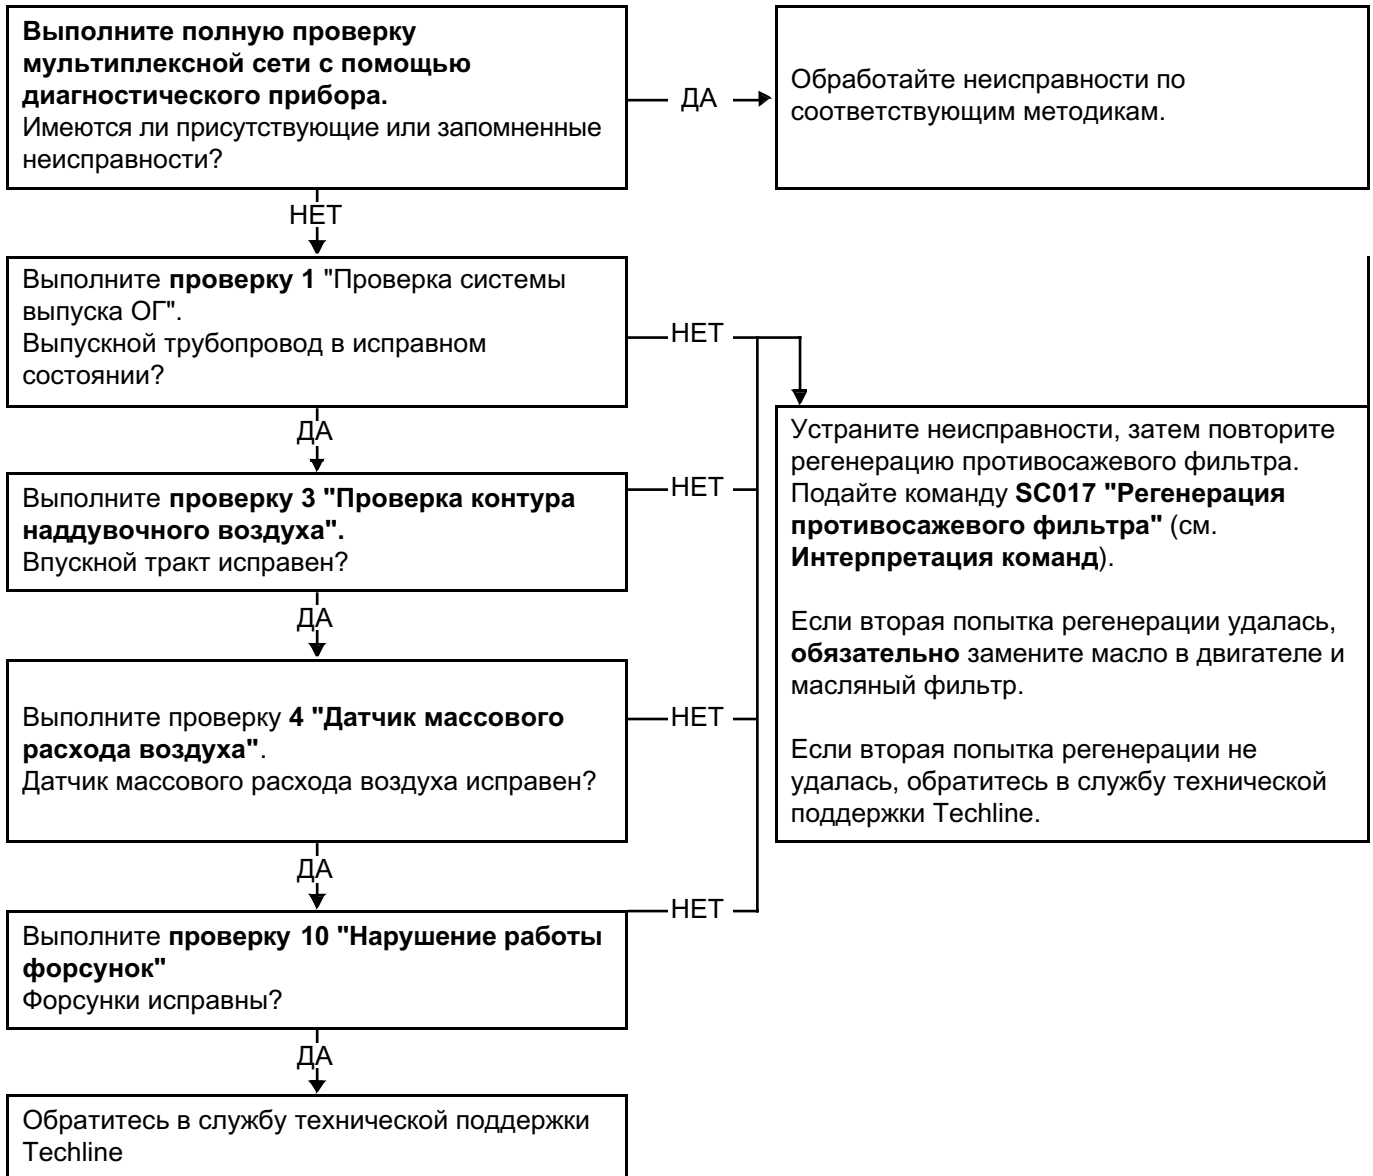 Выполните полную проверку
мультиплексной сети с помощью
диагностического прибора.
Имеются ли присутствующие или запомненные
неисправности?
ДА
Обработайте неисправности по
соответствующим методикам.
НЕТ
Выполните проверку 1 "Проверка системы
выпуска ОГ".
Выпускной трубопровод в исправном
состоянии?
НЕТ
ДА
Выполните проверку 3 "Проверка контура
наддувочного воздуха".
Впускной тракт исправен?
НЕТ
ДА
Выполните проверку 4 "Датчик массового
расхода воздуха".
Датчик массового расхода воздуха исправен?
НЕТ
Устраните неисправности, затем повторите
регенерацию противосажевого фильтра.
Подайте команду SC017 "Регенерация
противосажевого фильтра" (см.
Интерпретация команд).
Если вторая попытка регенерации удалась,
обязательно замените масло в двигателе и
масляный фильтр.
Если вторая попытка регенерации не
удалась, обратитесь в службу технической
поддержки Techline.
ДА
Выполните проверку 10 "Нарушение работы
форсунок"
Форсунки исправны?
НЕТ
ДА
Обратитесь в службу технической поддержки
Techline